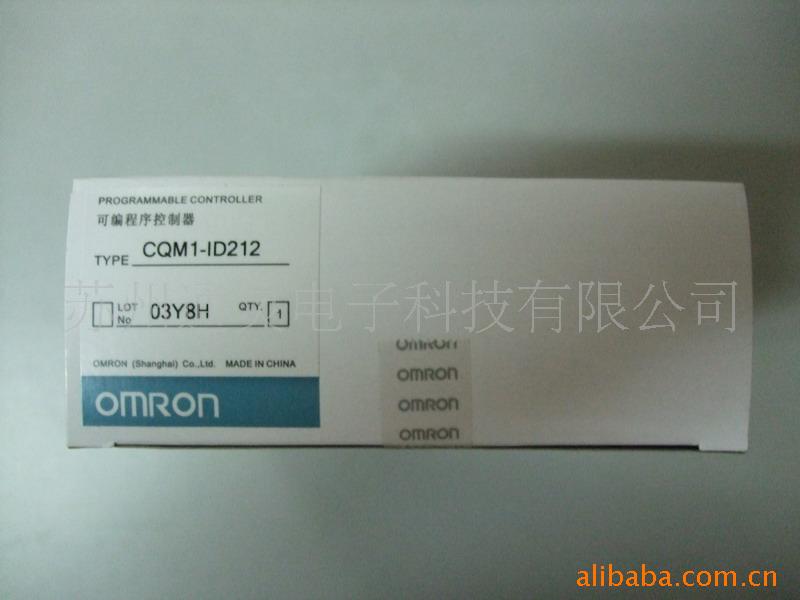 PROGRAMMABLE CONTROLLER
可编程序控制器
TYPE CQM1-ID212
LOT No 03Y8H QTY. 1
OMRON (Shanghai) Co.,Ltd. MADE IN CHINA
OMRON
OMRON
OMRON
OMRON
OMRON
苏州 电子科技有限公司
alibaba.com.cn